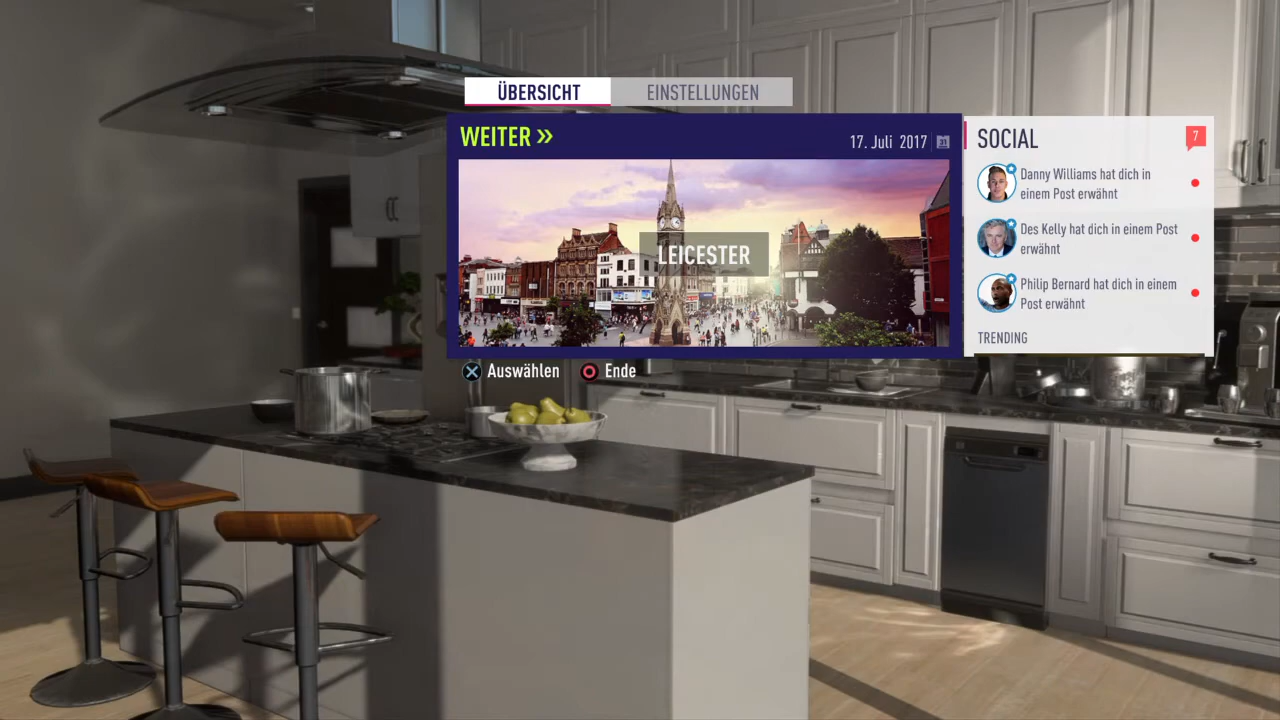 ÜBERSICHT
EINSTELLUNGEN
WEITER »
17. Juli 2017
31
LEICESTER
Auswählen
Ende
SOCIAL
7
Danny Williams hat dich in
einem Post erwähnt
Des Kelly hat dich in einem Post
erwähnt
Philip Bernard hat dich in einem
Post erwähnt
TRENDING